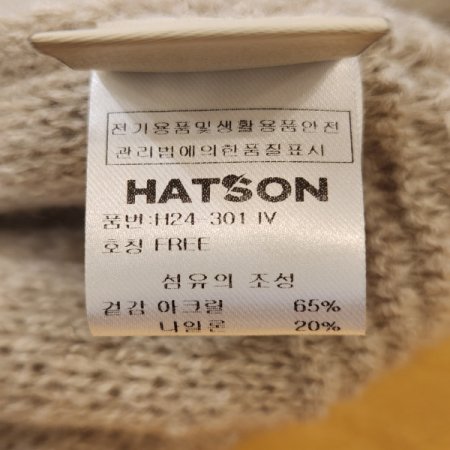 전기용품및생활용품안전
관리법에의한품질표시
HATSON
품번:H24-301 IV
호칭 FREE
섬유의 조성
겉감 아크릴 65%
나일론 20%